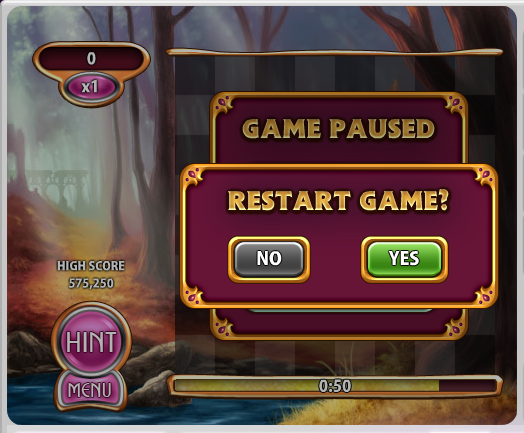 0
x1
GAME PAUSED
RESTART GAME?
NO
YES
HIGH SCORE
575,250
HINT
MENU
0:50